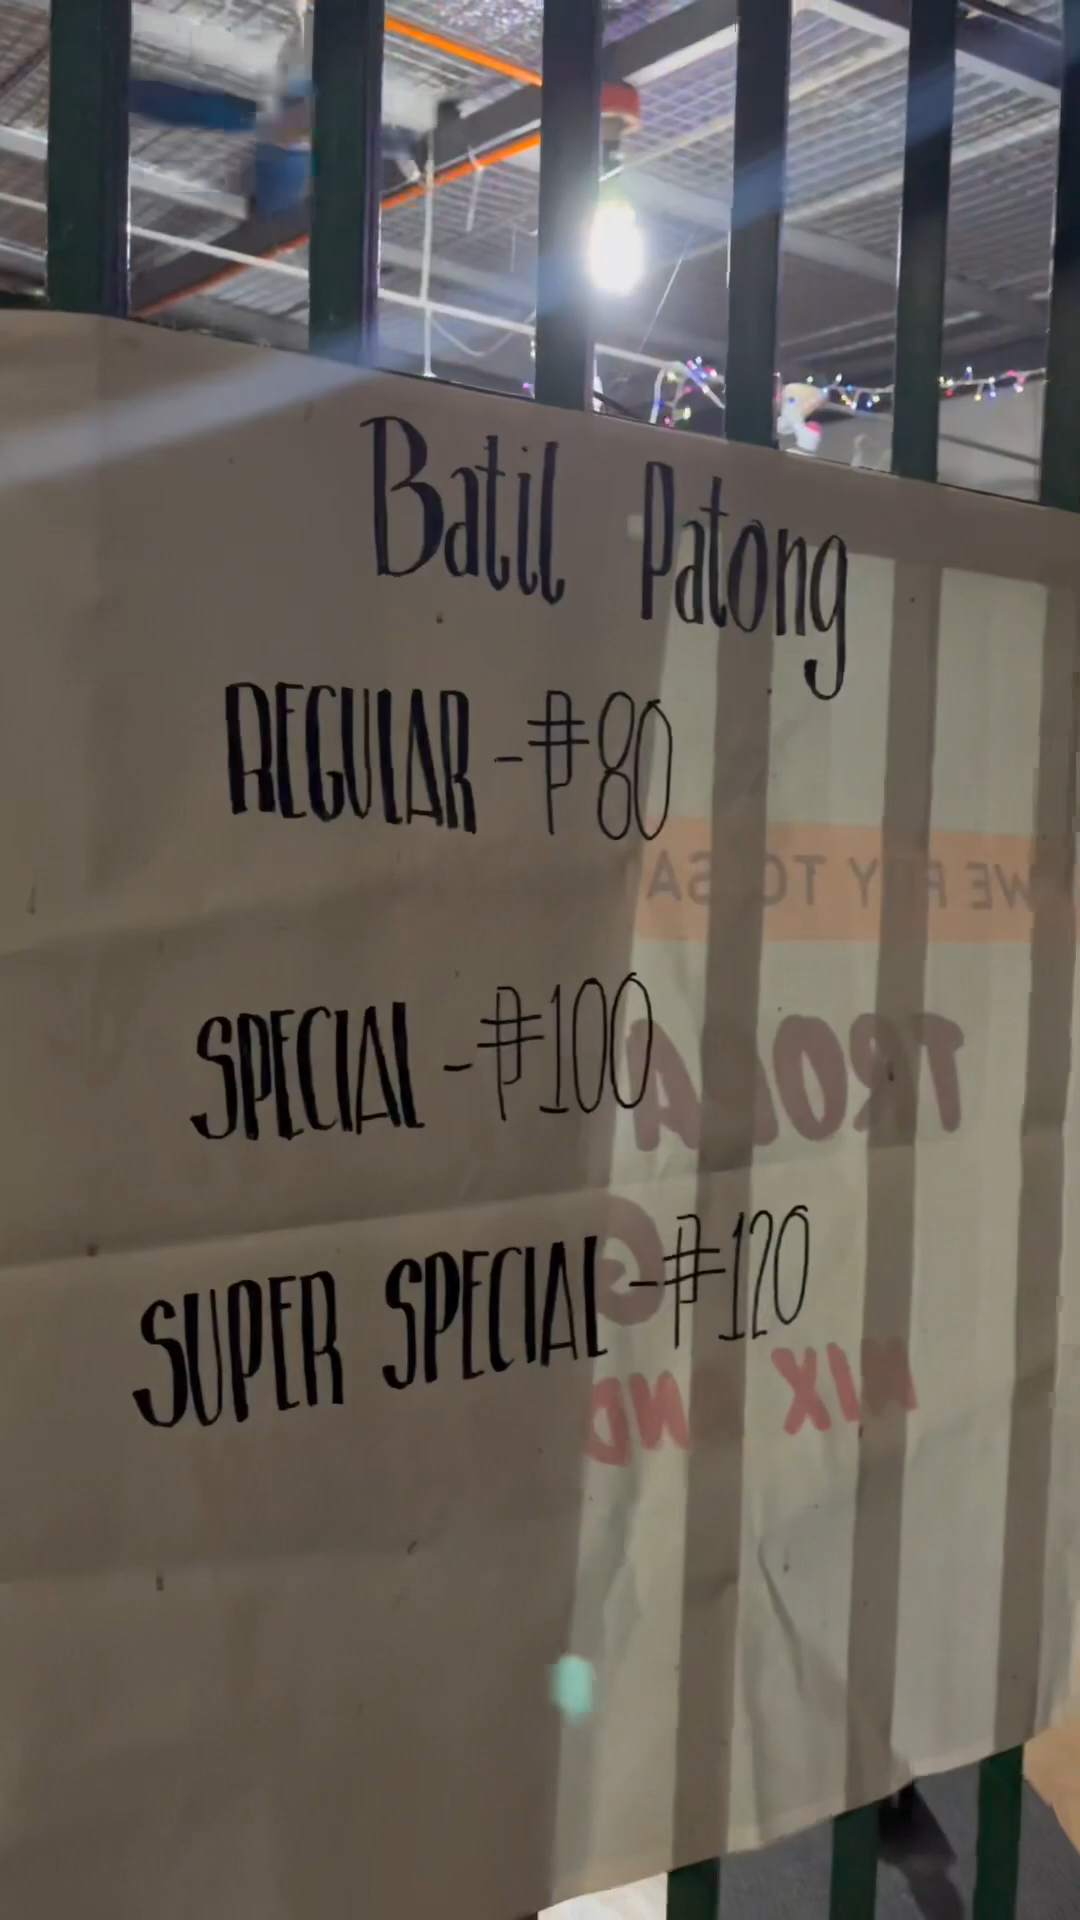 Batil Patong
REGULAR - ₱80
SPECIAL - ₱100
SUPER SPECIAL - ₱120